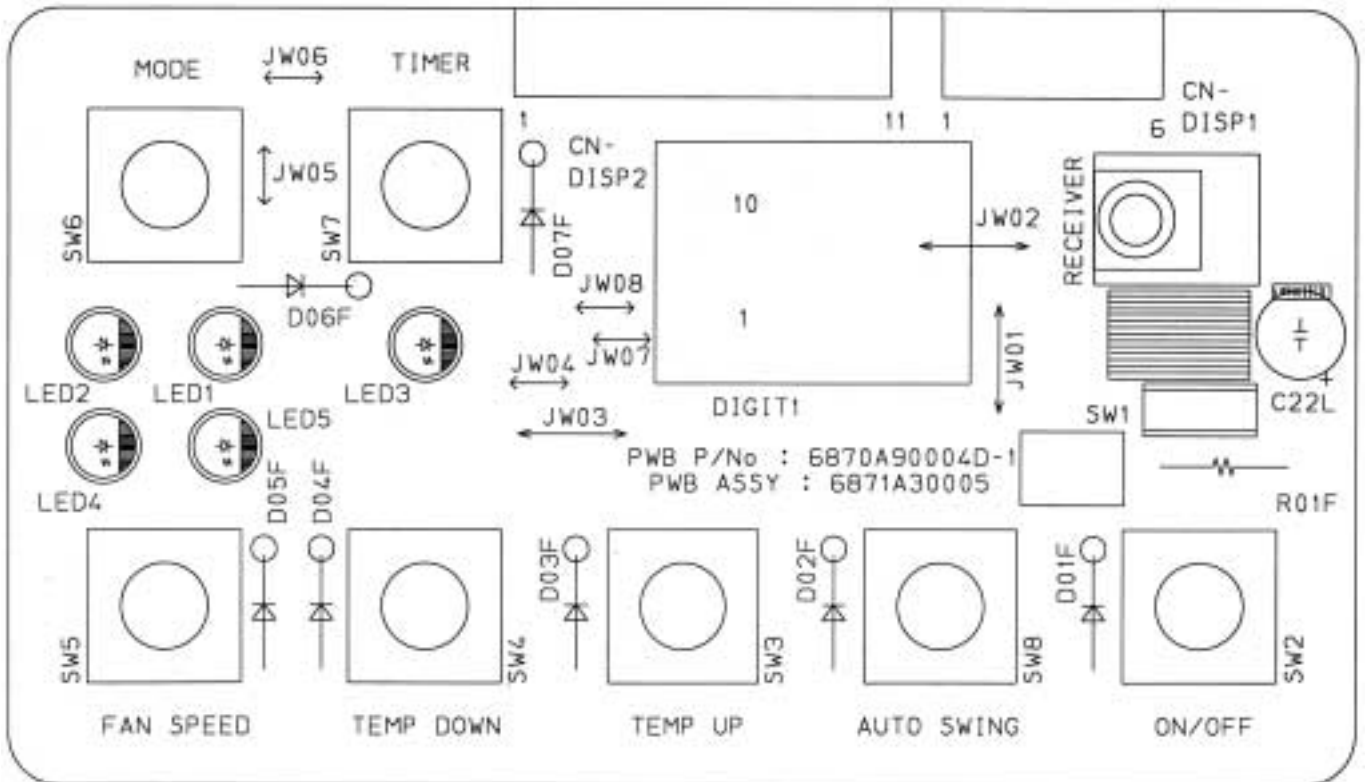 MODE
JW06
TIMER
1
11
1
6
CN-
DISP1
CN-
DISP2
JW05
SW6
SW7
D07F
10
1
JW02
RECEIVER
D06F
JW08
JW07
JW04
JW03
JW01
LED2
LED1
LED3
LED5
LED4
DIGIT1
SW1
C22L
+
PWB P/No : 6870A90004D-1
PWB ASSY : 6871A30005
R01F
D05F
D04F
D03F
D02F
D01F
SW5
SW4
SW3
SW8
SW2
FAN SPEED
TEMP DOWN
TEMP UP
AUTO SWING
ON/OFF